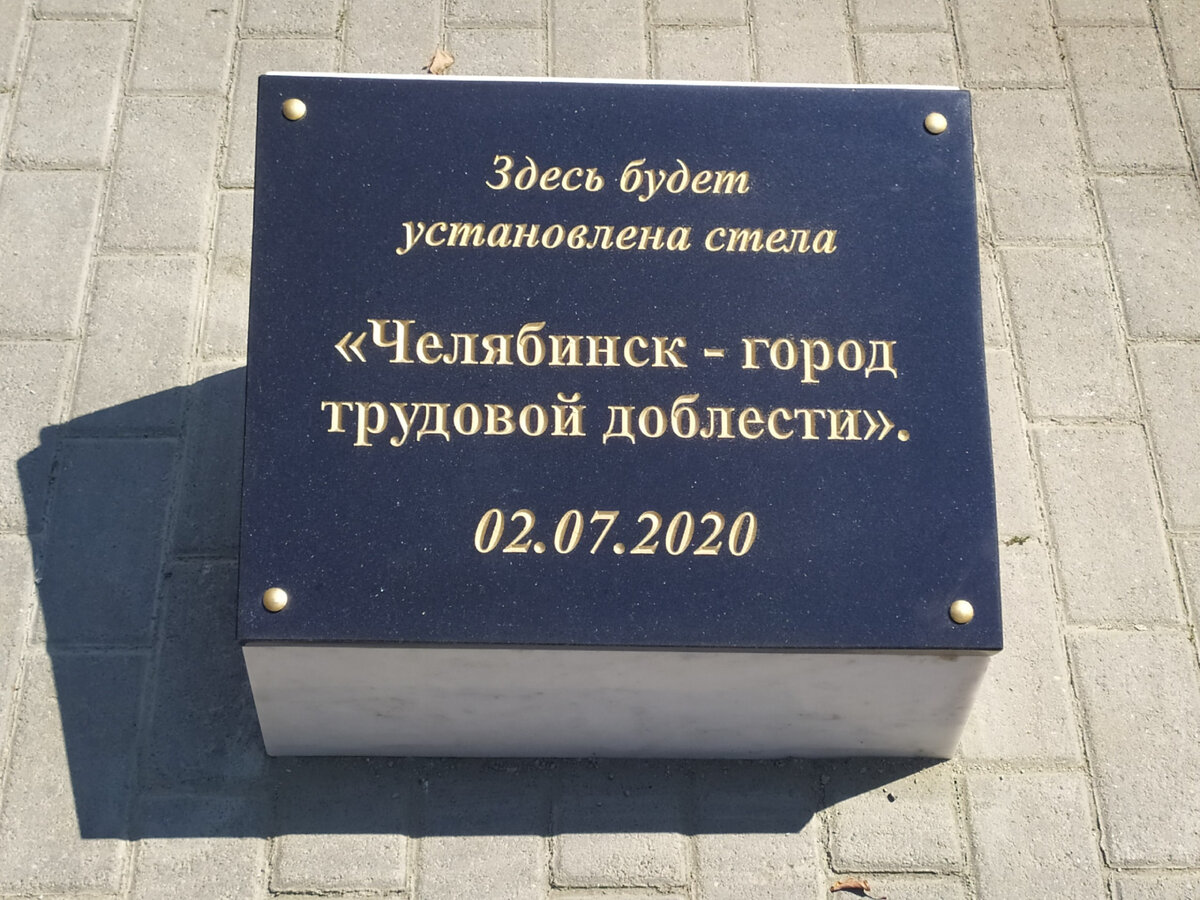 Здесь будет
установлена стела
«Челябинск - город
трудовой доблести».
02.07.2020